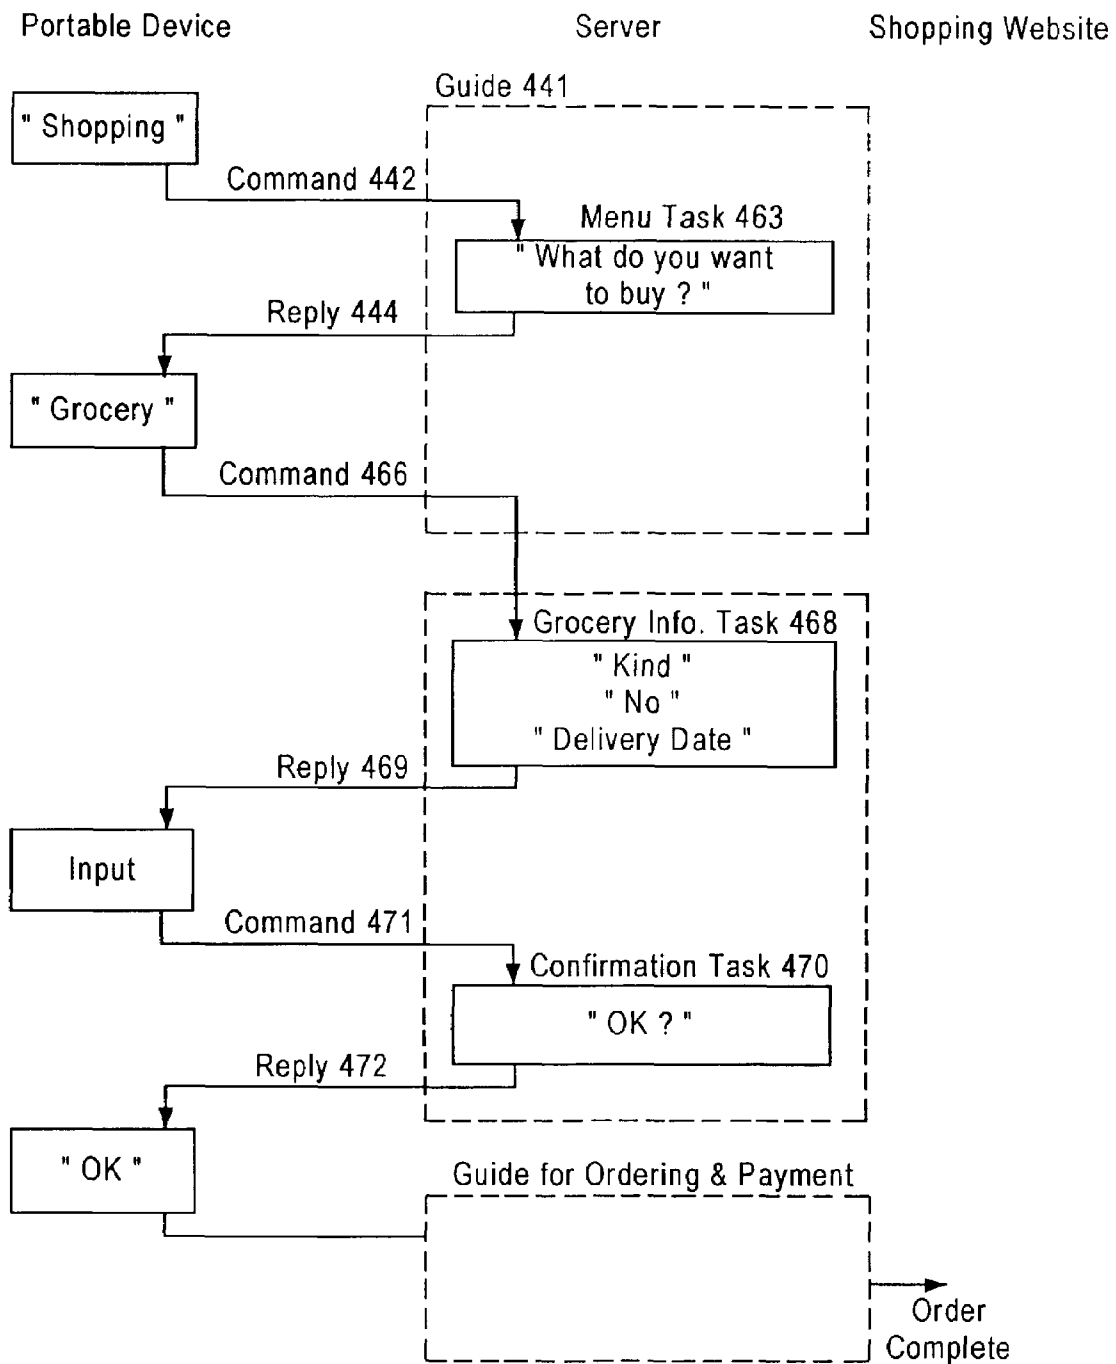 Portable Device
Server
Shopping Website
Guide 441
" Shopping "
Command 442
Menu Task 463
" What do you want
to buy ? "
Reply 444
" Grocery "
Command 466
Grocery Info. Task 468
" Kind "
" No "
" Delivery Date "
Reply 469
Input
Command 471
Confirmation Task 470
" OK ? "
Reply 472
" OK "
Guide for Ordering & Payment
Order
Complete